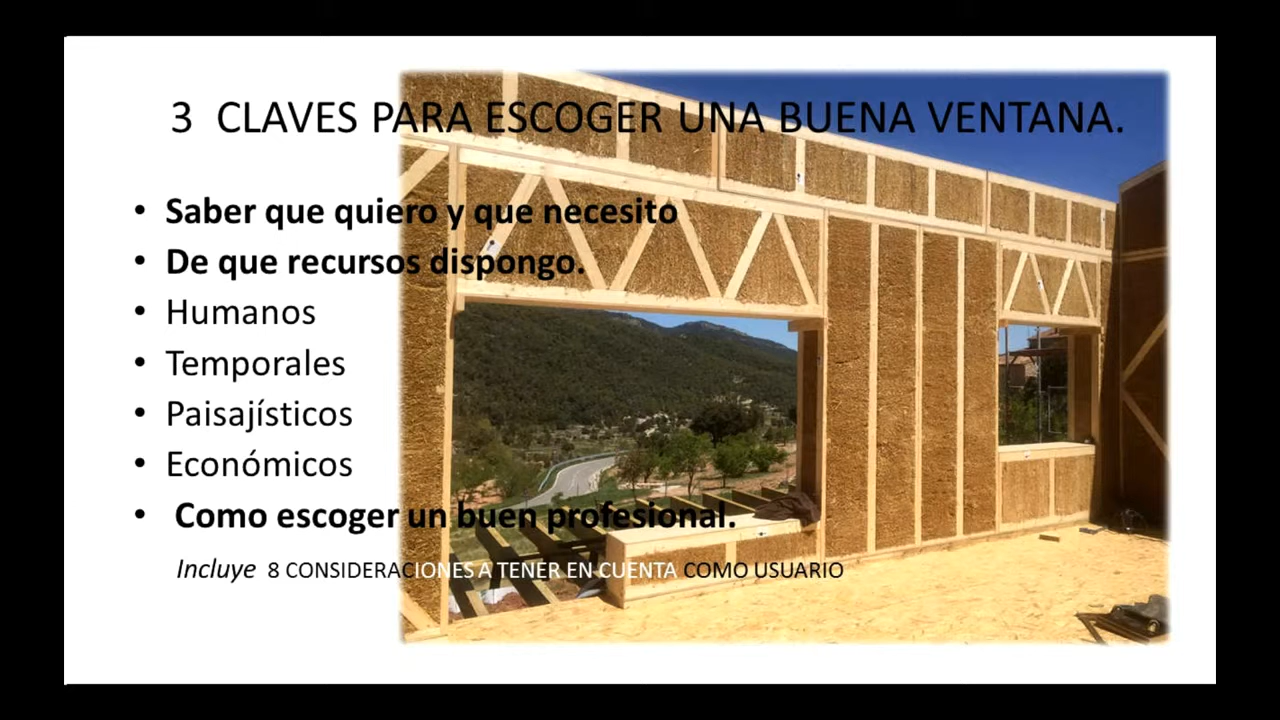 3 CLAVES PARA ESCOGER UNA BUENA VENTANA.
• Saber que quiero y que necesito
• De que recursos dispongo.
• Humanos
• Temporales
• Paisajísticos
• Económicos
• Como escoger un buen profesional.
Incluye 8 CONSIDERACIONES A TENER EN CUENTA COMO USUARIO